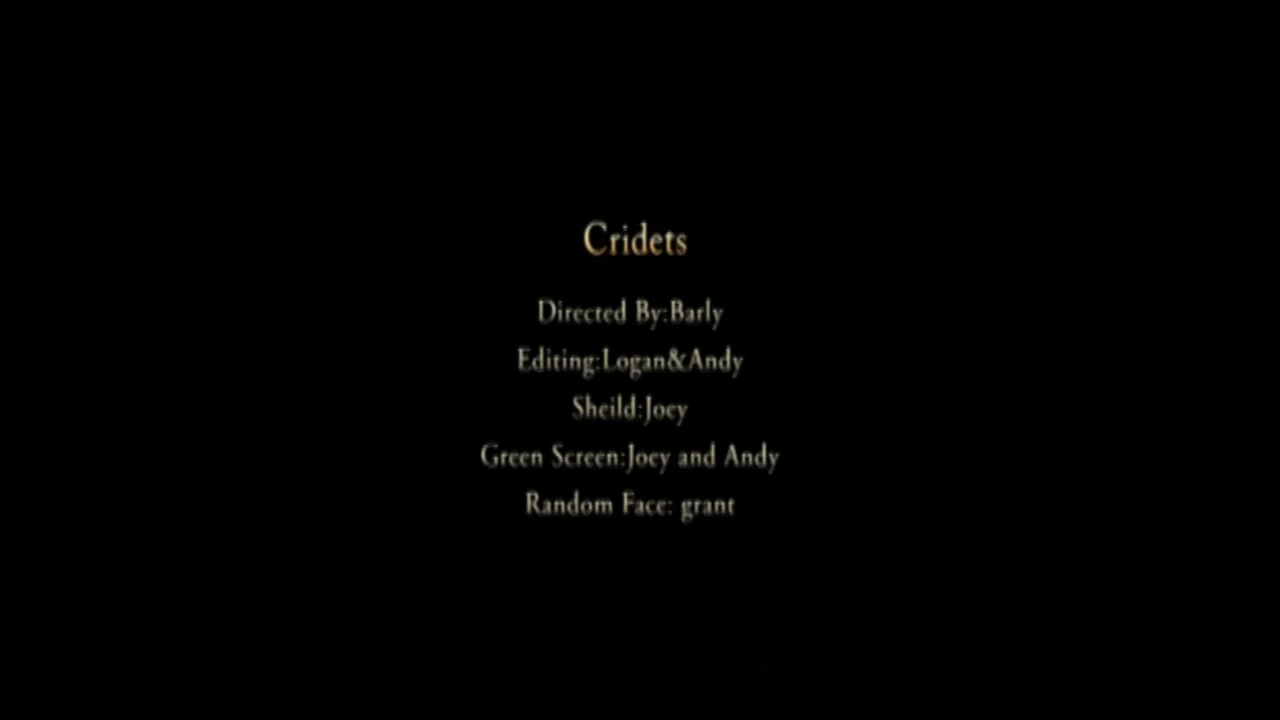 Cridets
Directed By:Barly
Editing:Logan&Andy
Sheild:Joey
Green Screen:Joey and Andy
Random Face: grant